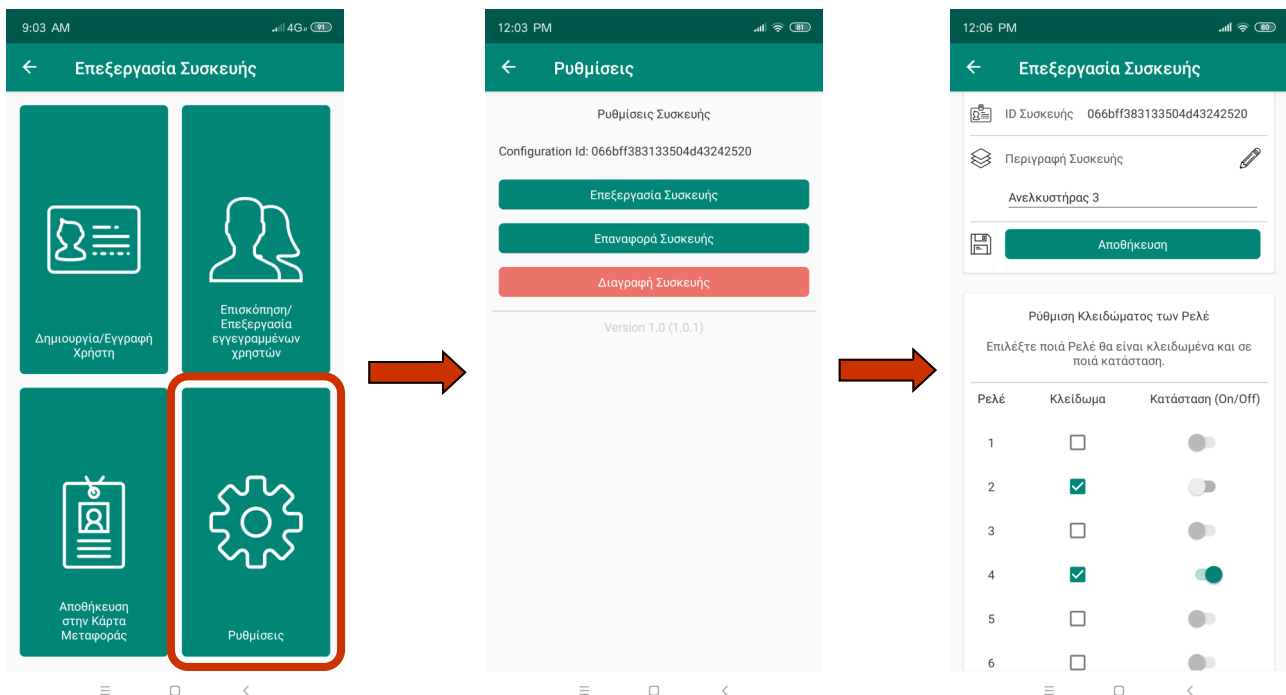 9:03 AM
4G 91
Επεξεργασία Συσκευής
Δημιουργία/Εγγραφή
Χρήστη
Επισκόπηση/
Επεξεργασία
εγγεγραμμένων
χρηστών
Αποθήκευση
στην Κάρτα
Μεταφοράς
Ρυθμίσεις
12:03 PM
81
Ρυθμίσεις
Ρυθμίσεις Συσκευής
Configuration Id: 066bff383133504d43242520
Επεξεργασία Συσκευής
Επαναφορά Συσκευής
Διαγραφή Συσκευής
Version 1.0 (1.0.1)
12:06 PM
80
Επεξεργασία Συσκευής
ID Συσκευής 066bff383133504d43242520
Περιγραφή Συσκευής
Ανελκυστήρας 3
Αποθήκευση
Ρύθμιση Κλειδώματος των Ρελέ
Επιλέξτε ποιά Ρελέ θα είναι κλειδωμένα και σε
ποιά κατάσταση.
Ρελέ Κλείδωμα Κατάσταση (On/Off)
1
2
3
4
5
6